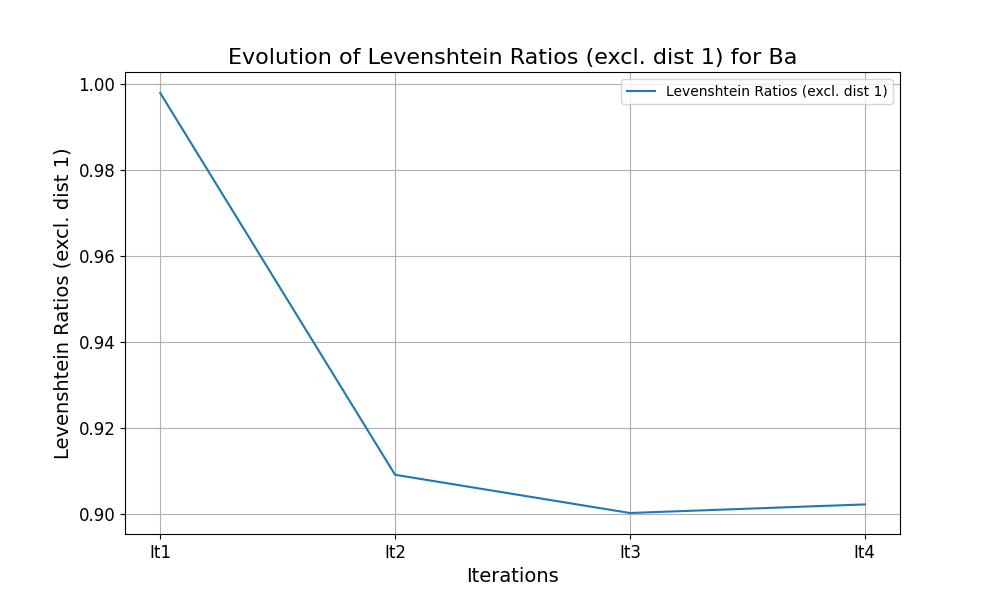 Evolution of Levenshtein Ratios (excl. dist 1) for Ba
Levenshtein Ratios (excl. dist 1)
Levenshtein Ratios (excl. dist 1)
1.00
0.98
0.96
0.94
0.92
0.90
It1 It2 It3 It4
Iterations